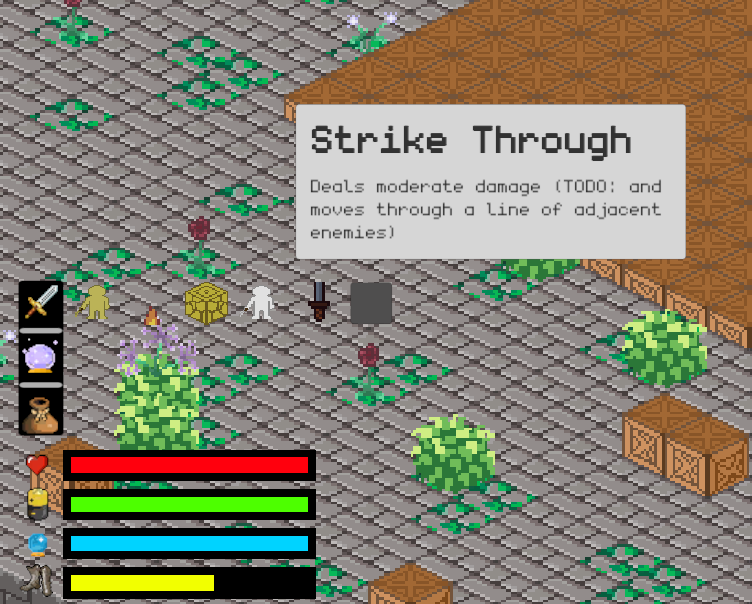 Strike Through
Deals moderate damage (TODO: and
moves through a line of adjacent
enemies)